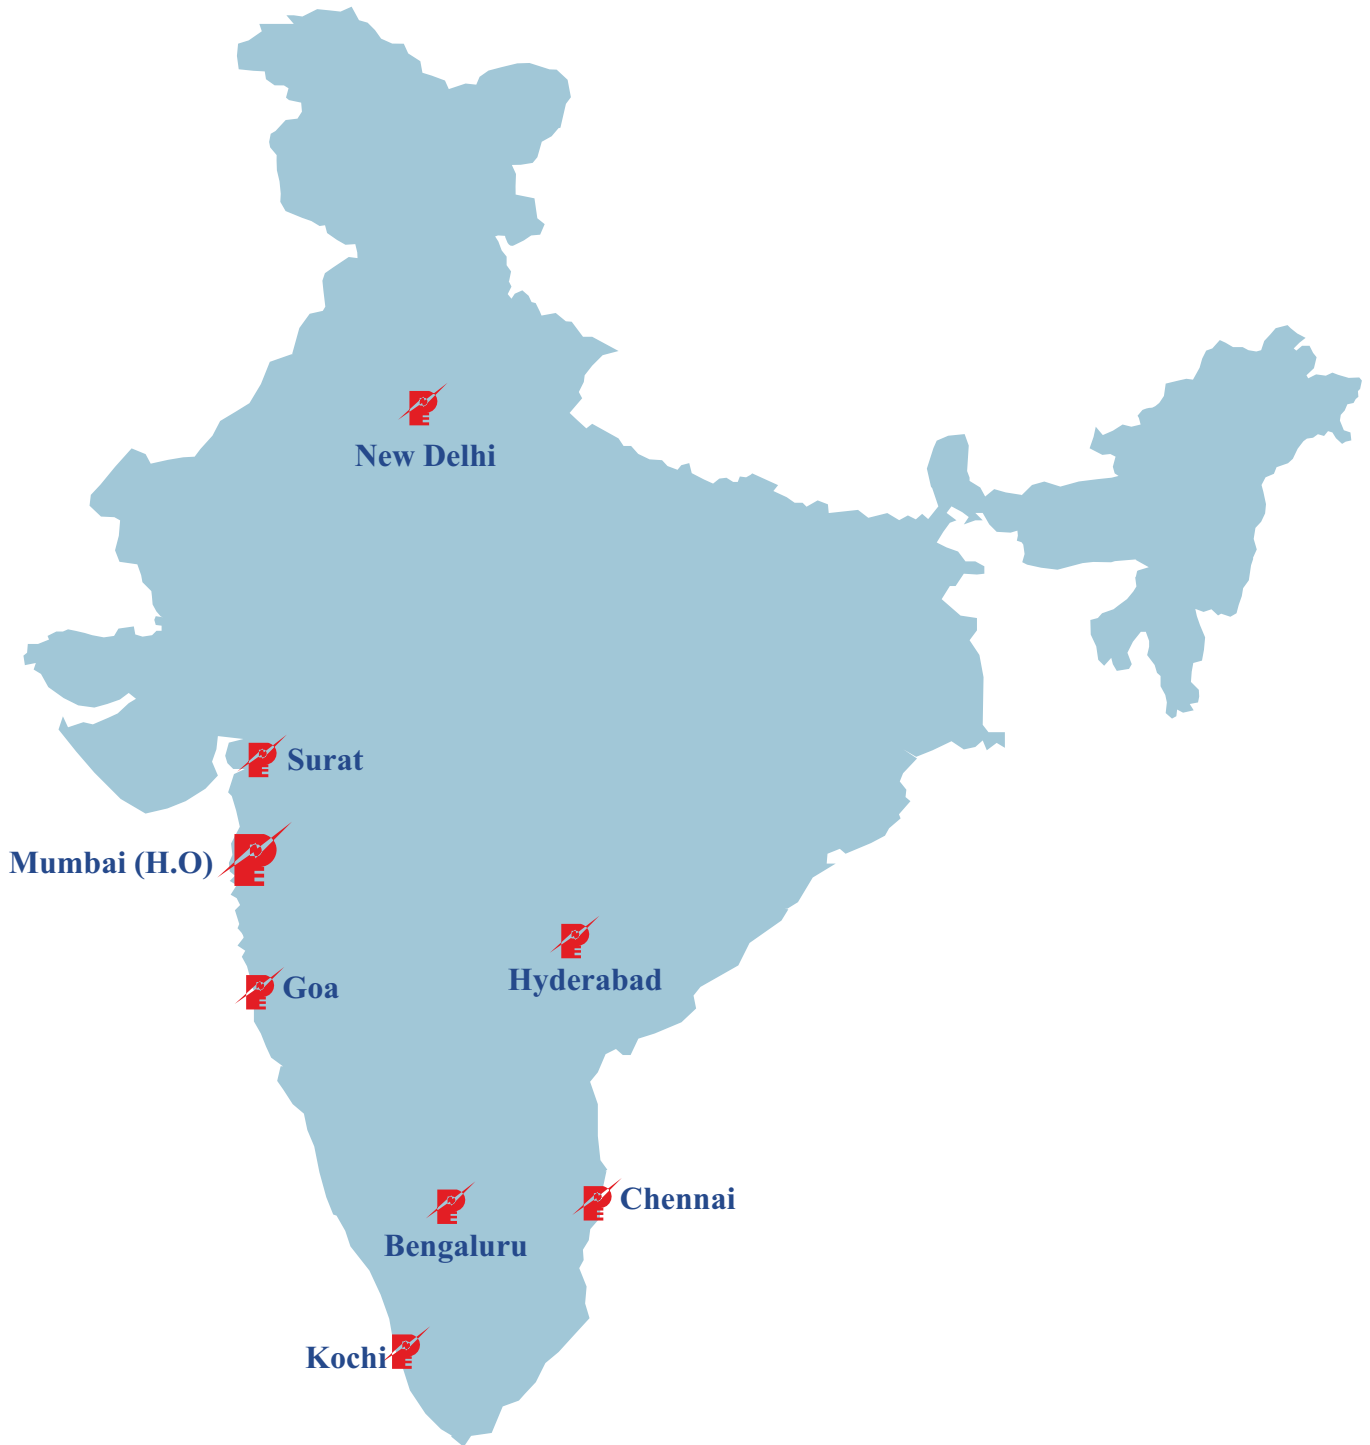 New Delhi
Surat
Mumbai (H.O)
Hyderabad
Goa
Chennai
Bengaluru
Kochi